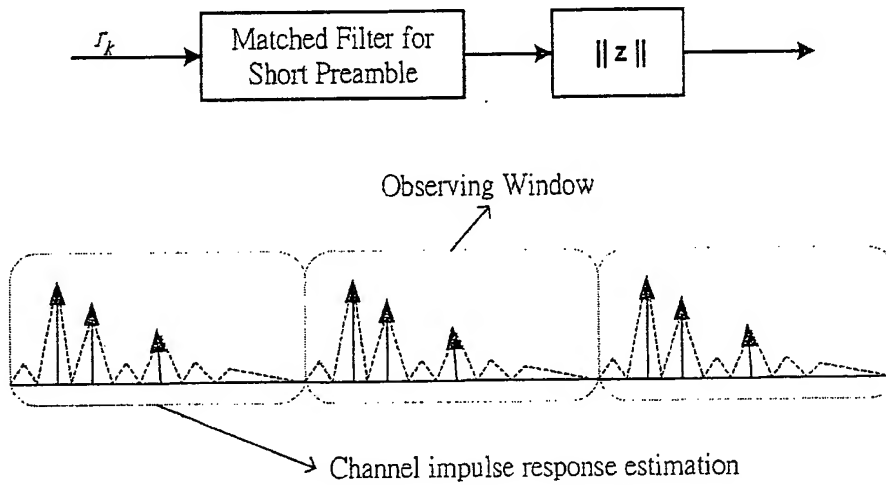 r_k
Matched Filter for
Short Preamble
|| z ||
Observing Window
Channel impulse response estimation